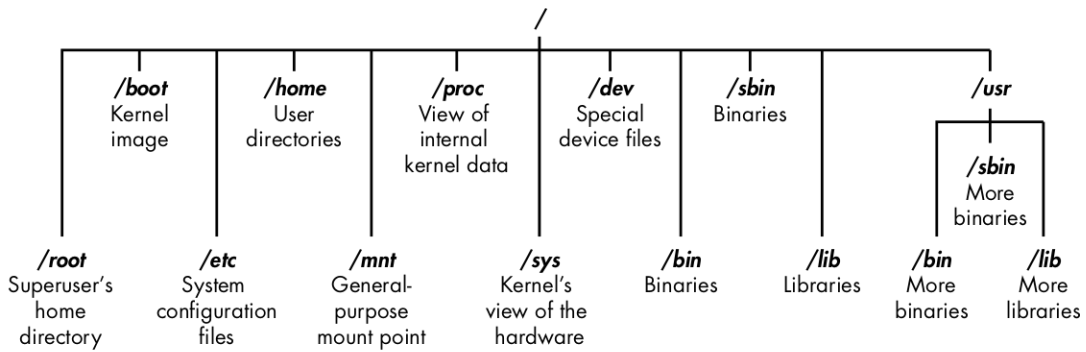 /
/boot
Kernel
image
/home
User
directories
/proc
View of
internal
kernel data
/dev
Special
device files
/sbin
Binaries
/usr
/sbin
More
binaries
/root
Superuser's
home
directory
/etc
System
configuration
files
/mnt
General-
purpose
mount point
/sys
Kernel's
view of the
hardware
/bin
Binaries
/lib
Libraries
/bin
More
binaries
/lib
More
libraries